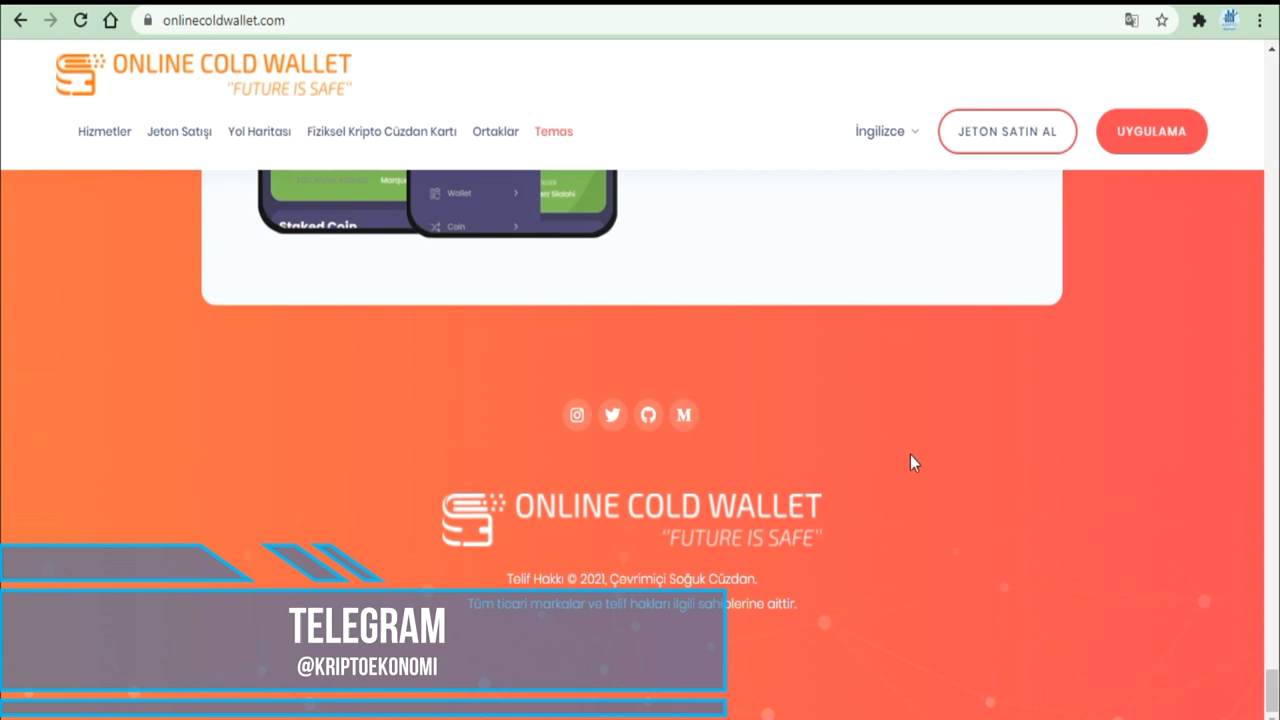 onlinecoldwallet.com
ONLINE COLD WALLET
"FUTURE IS SAFE"
Hizmetler Jeton Satışı Yol Haritası Fiziksel Kripto Cüzdan Kartı Ortaklar Temas İngilizce JETON SATIN AL UYGULAMA
Marque
Wallet
Staked Coin
Coin
M
ONLINE COLD WALLET
"FUTURE IS SAFE"
Telif Hakkı © 2021, Çevrimiçi Soğuk Cüzdan.
Tüm ticari markalar ve telif hakları ilgili sahiplerine aittir.
TELEGRAM
@KRIPTOEKONOMI